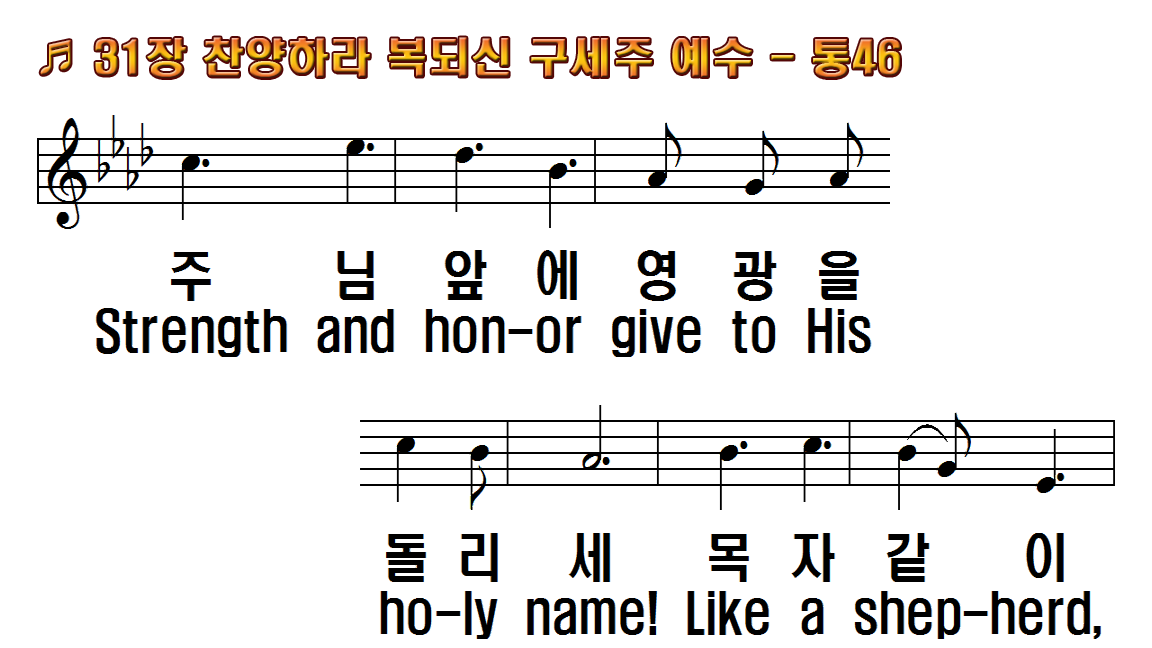 ♬ 31장 찬양하라 복되신 구세주 예수 - 통46
주 님 앞 에 영 광 을
Strength and hon-or give to His
돌 리 세 목 자 같 이
ho-ly name! Like a shep-herd,